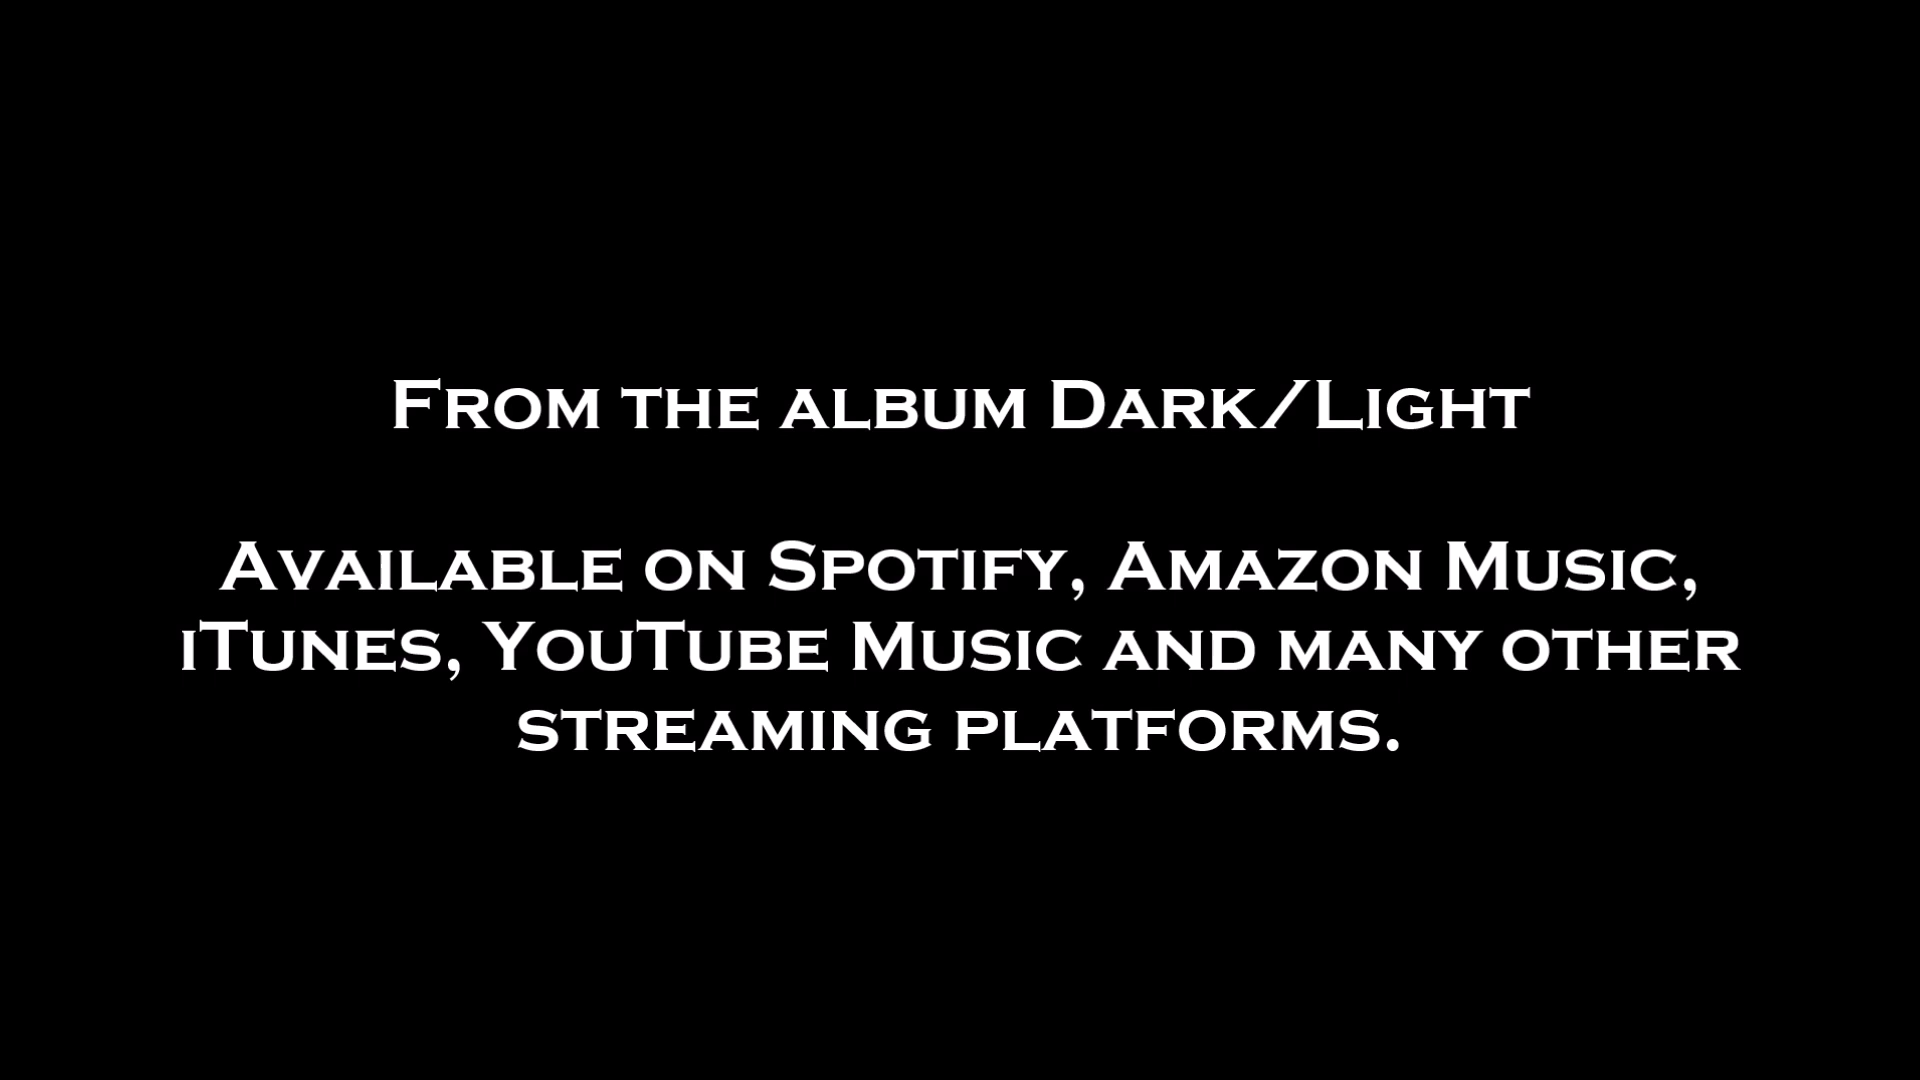 From the album Dark/Light
Available on Spotify, Amazon Music,
iTunes, YouTube Music and many other
streaming platforms.